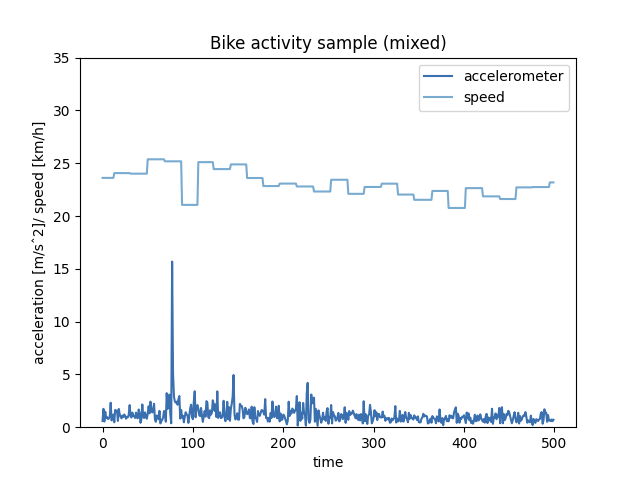 Bike activity sample (mixed)
accelerometer
speed
35
30
25
20
15
10
5
0
acceleration [m/sˆ2]/ speed [km/h]
0 100 200 300 400 500
time